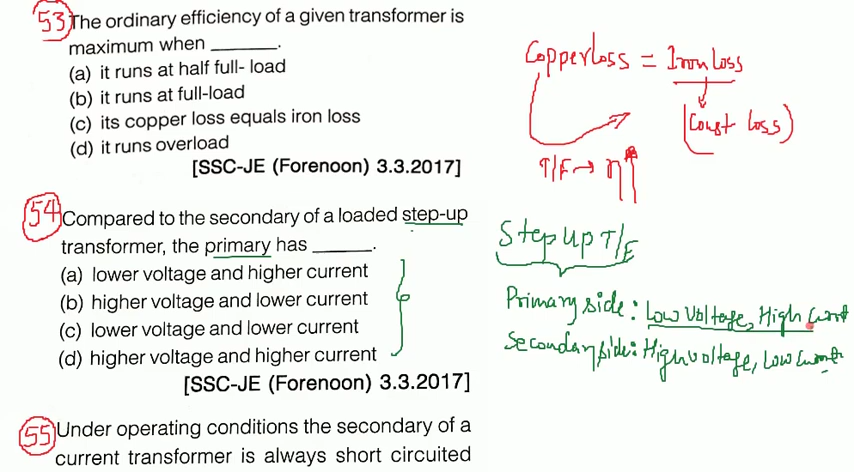 53 The ordinary efficiency of a given transformer is
maximum when ______.
(a) it runs at half full- load
(b) it runs at full-load
(c) its copper loss equals iron loss
(d) it runs overload
[SSC-JE (Forenoon) 3.3.2017]
Copper loss = Iron loss
(Const loss)
T/F → η↑
54 Compared to the secondary of a loaded step-up
transformer, the primary has ______.
(a) lower voltage and higher current
(b) higher voltage and lower current
(c) lower voltage and lower current
(d) higher voltage and higher current
[SSC-JE (Forenoon) 3.3.2017]
Step Up T/F
Primary side: Low Voltage, High Current
Secondary side: High voltage, Low Current
55 Under operating conditions the secondary of a
current transformer is always short circuited